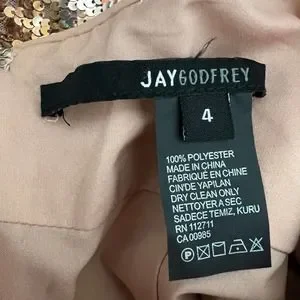 JAYGODFREY
4
100% POLYESTER
MADE IN CHINA
FABRIQUÉ EN CHINE
CIN'DE YAPILAN
DRY CLEAN ONLY
NETTOYER A SEC
SADECE TEMIZ, KURU
RN 112711
CA 00985
P